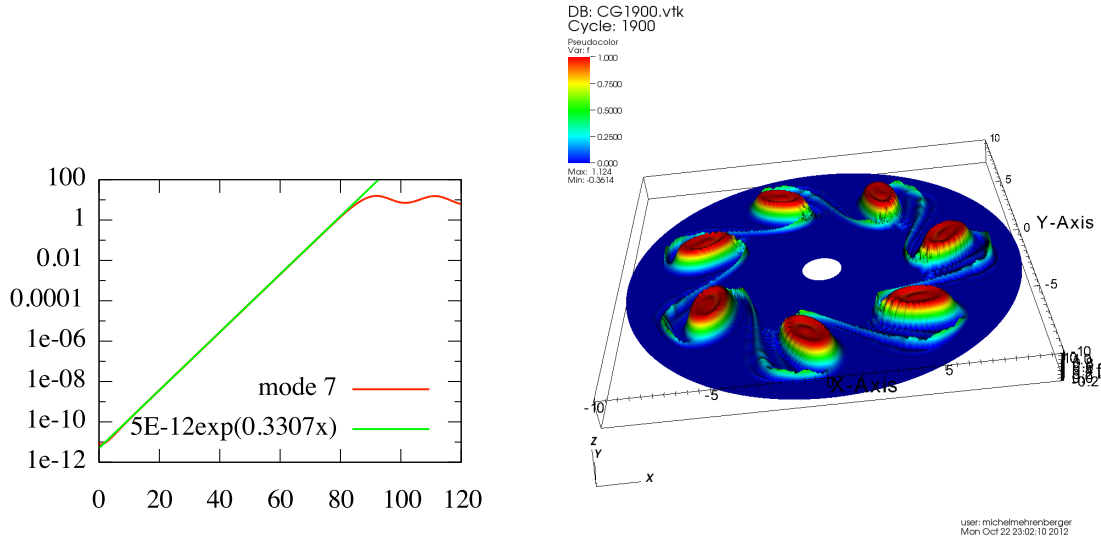 DB: CG1900.vtk
Cycle: 1900
Pseudocolor
Var: f
1.000
0.7500
0.5000
0.2500
0.000
Max: 1.124
Min: -0.3614
100
1
0.01
0.0001
1e-06
1e-08
1e-10
1e-12
mode 7
5E-12exp(0.3307x)
0 20 40 60 80 100 120
10
5
0
-5
Y-Axis
-10
-5
X-Axis
5
Z
Y
X
user: michelmehrenberger
Mon Oct 22 23:02:10 2012